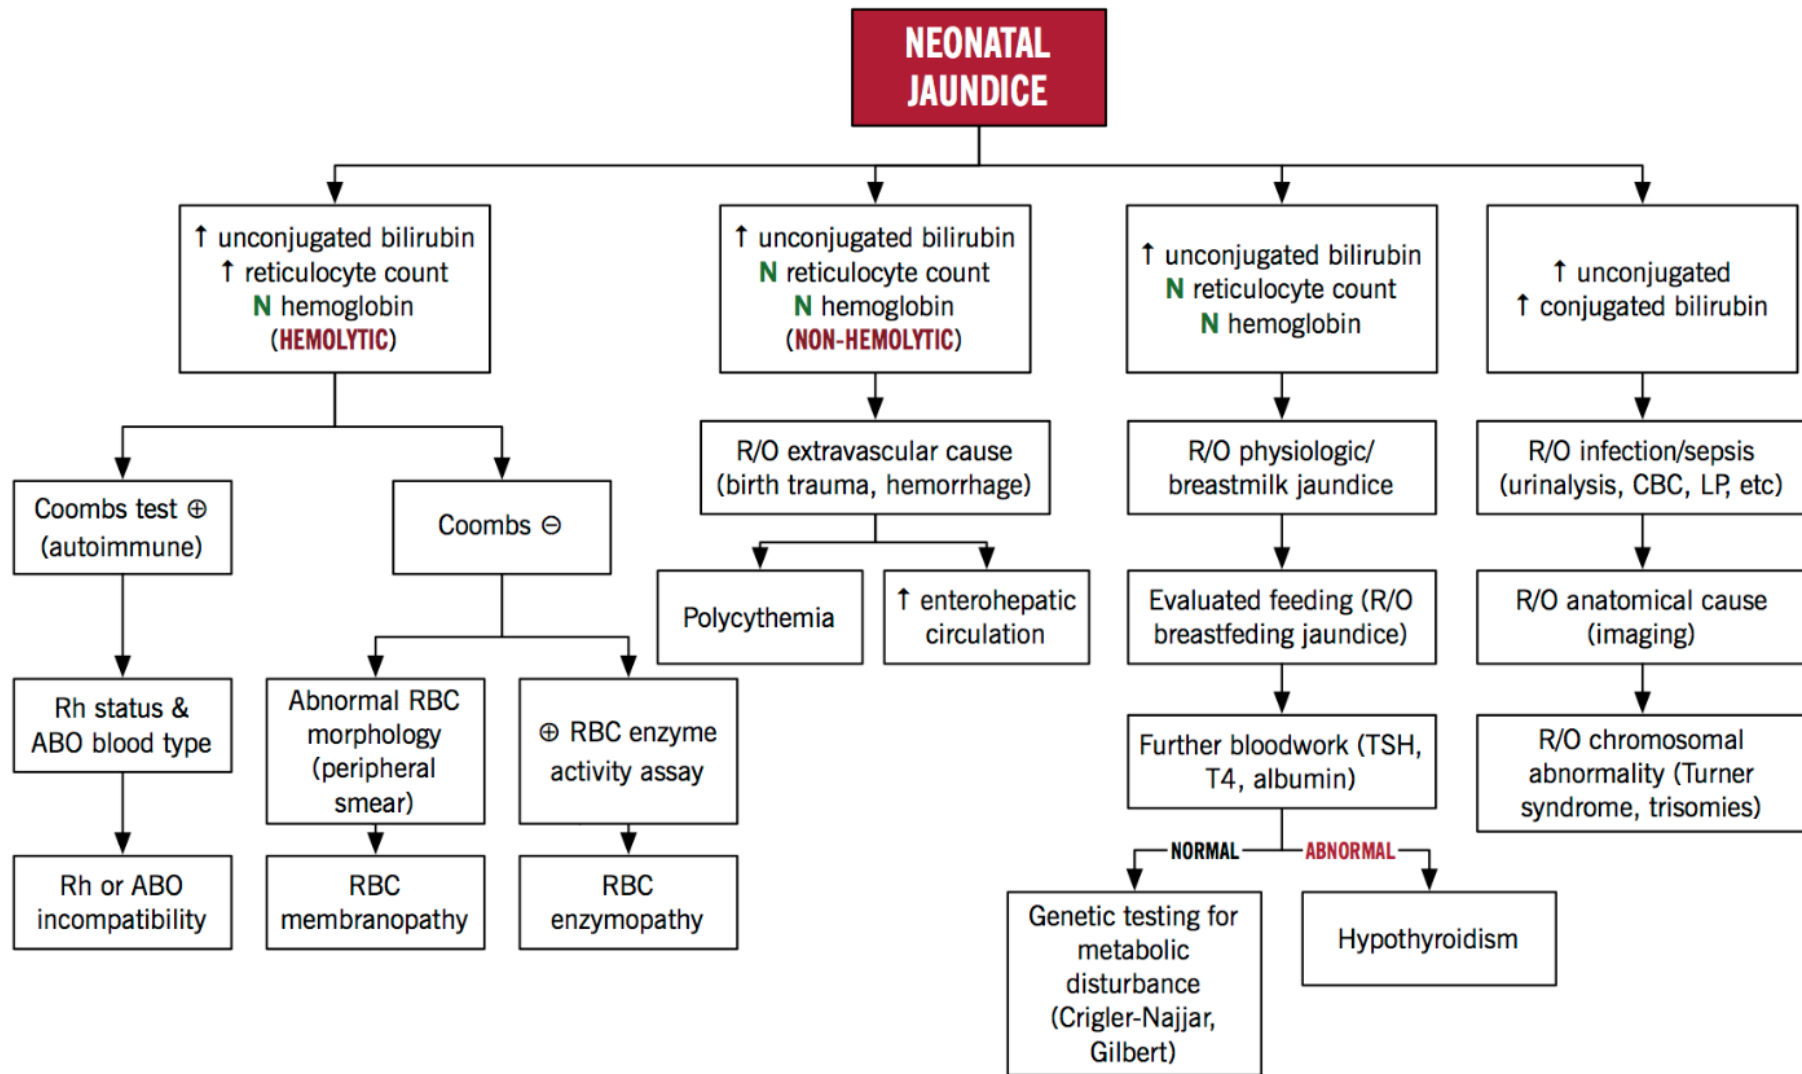 NEONATAL
JAUNDICE
↑ unconjugated bilirubin
↑ reticulocyte count
N hemoglobin
(HEMOLYTIC)
↑ unconjugated bilirubin
N reticulocyte count
N hemoglobin
(NON-HEMOLYTIC)
↑ unconjugated bilirubin
N reticulocyte count
N hemoglobin
↑ unconjugated
↑ conjugated bilirubin
Coombs test ⊕
(autoimmune)
Coombs ⊖
R/O extravascular cause
(birth trauma, hemorrhage)
R/O physiologic/
breastmilk jaundice
R/O infection/sepsis
(urinalysis, CBC, LP, etc)
Polycythemia
↑ enterohepatic
circulation
Evaluated feeding (R/O
breastfeding jaundice)
R/O anatomical cause
(imaging)
Rh status &
ABO blood type
Abnormal RBC
morphology
(peripheral
smear)
⊕ RBC enzyme
activity assay
Further bloodwork (TSH,
T4, albumin)
R/O chromosomal
abnormality (Turner
syndrome, trisomies)
Rh or ABO
incompatibility
RBC
membranopathy
RBC
enzymopathy
NORMAL
ABNORMAL
Genetic testing for
metabolic
disturbance
(Crigler-Najjar,
Gilbert)
Hypothyroidism